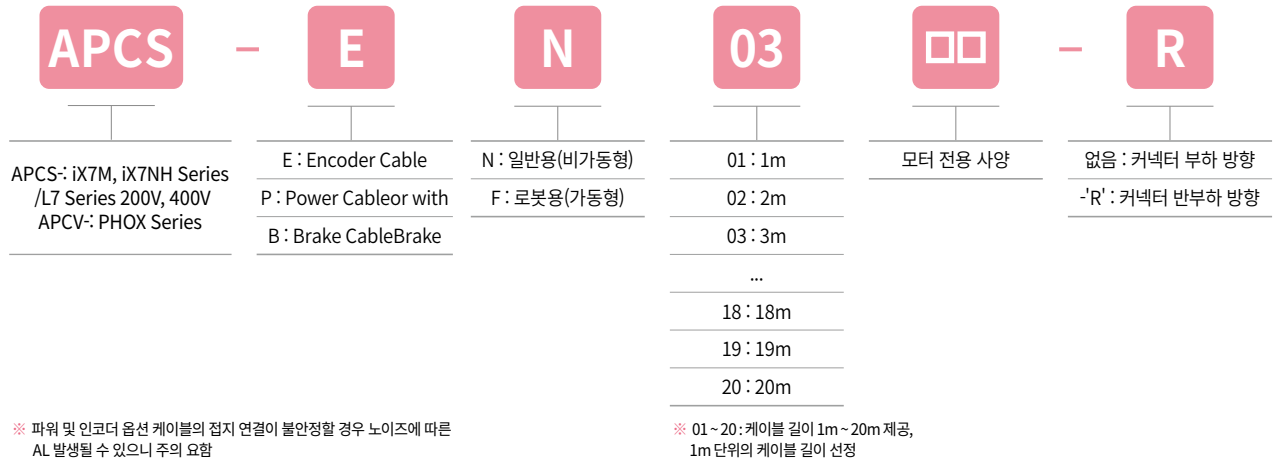 APCS – E N 03 □□ – R
APCS-: iX7M, iX7NH Series
/L7 Series 200V, 400V
APCV-: PHOX Series
E : Encoder Cable
P : Power Cableor with
B : Brake CableBrake
N : 일반용(비가동형)
F : 로봇용(가동형)
01 : 1m
02 : 2m
03 : 3m
...
18 : 18m
19 : 19m
20 : 20m
모터 전용 사양
없음 : 커넥터 부하 방향
-'R' : 커넥터 반부하 방향
※ 파워 및 인코더 옵션 케이블의 접지 연결이 불안정할 경우 노이즈에 따른
AL 발생될 수 있으니 주의 요함
※ 01 ~ 20 : 케이블 길이 1m ~ 20m 제공,
1m 단위의 케이블 길이 선정